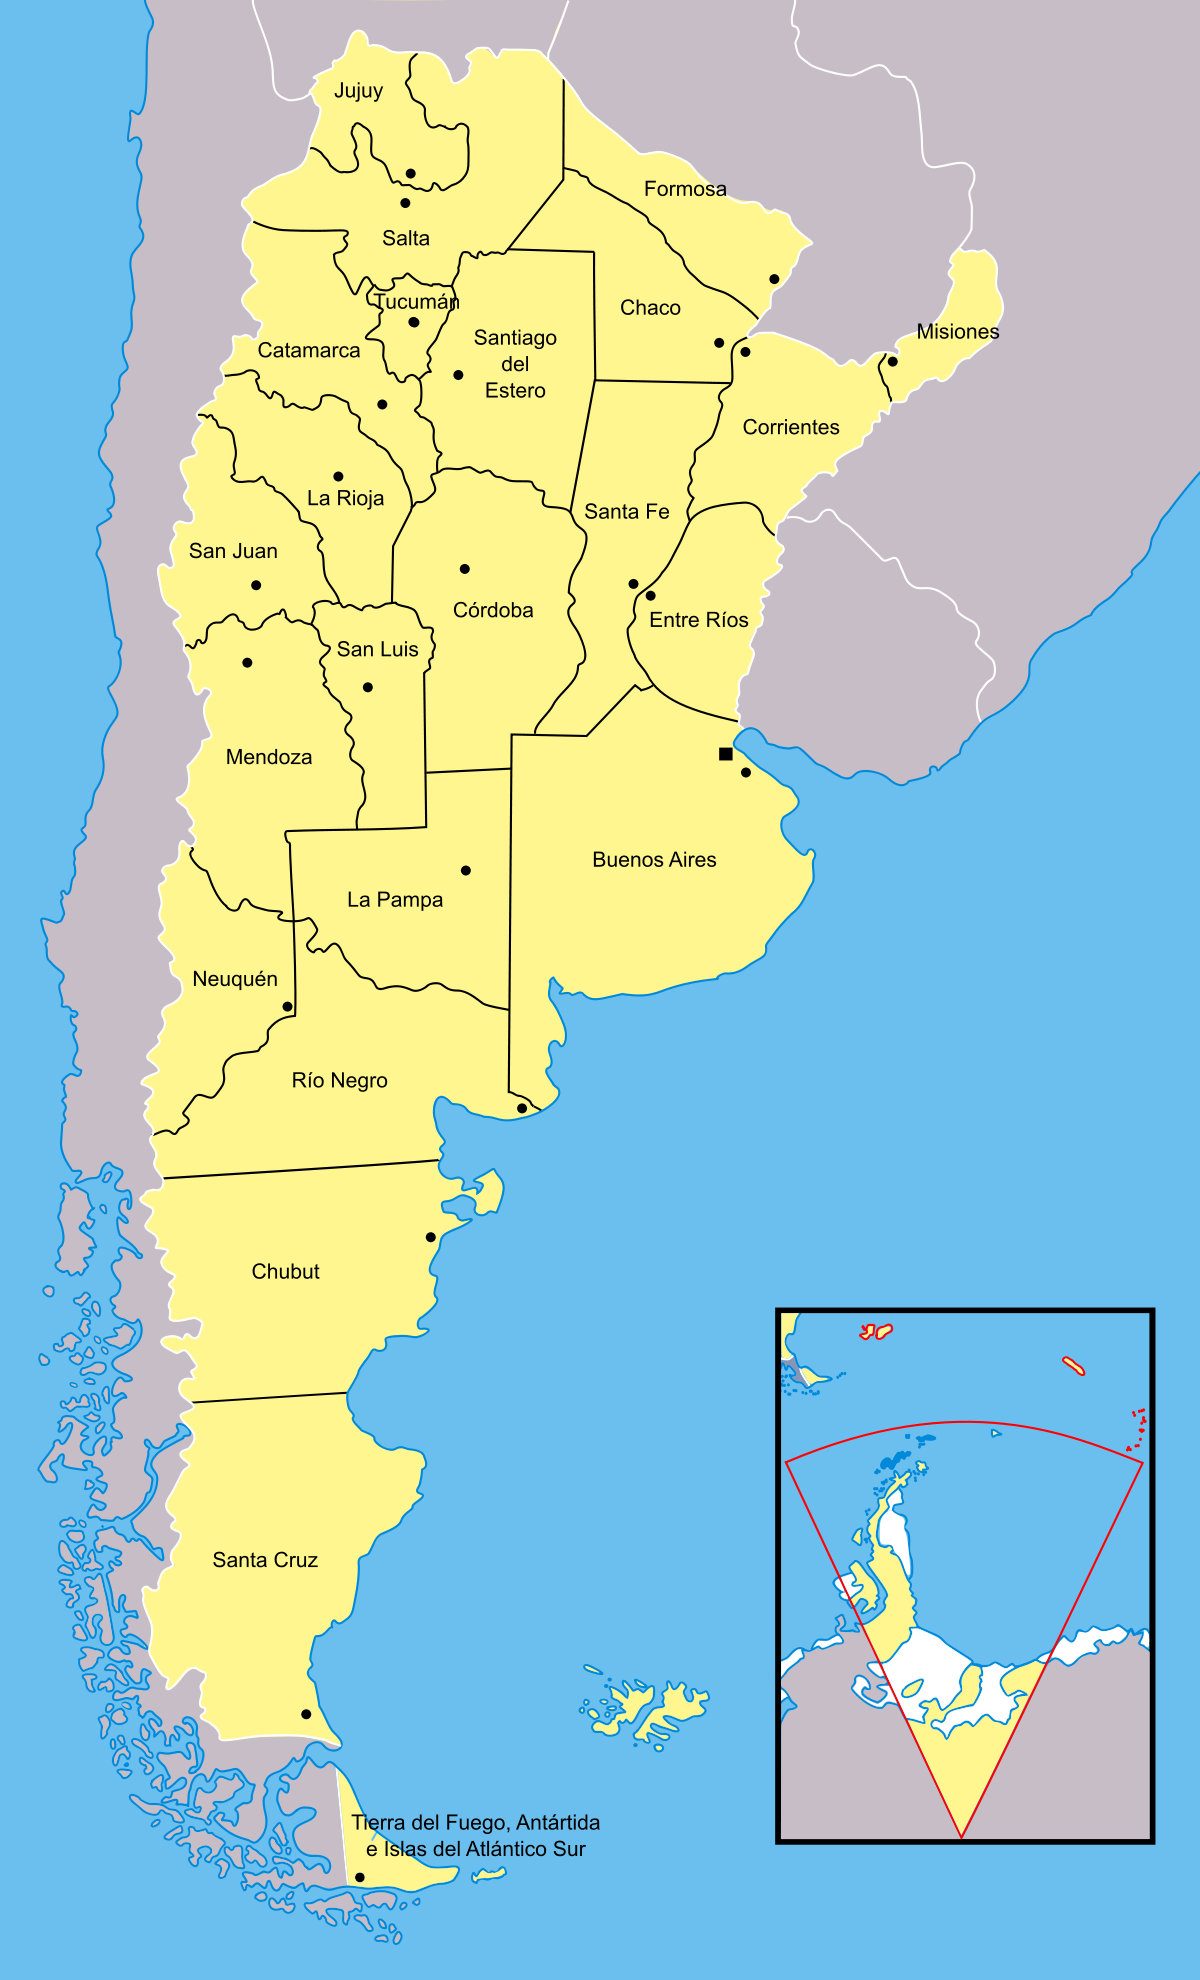 Jujuy
Formosa
Salta
Tucumán
Chaco
Misiones
Santiago
del
Estero
Catamarca
Corrientes
La Rioja
Santa Fe
San Juan
Córdoba
Entre Ríos
San Luis
Mendoza
Buenos Aires
La Pampa
Neuquén
Río Negro
Chubut
Santa Cruz
Tierra del Fuego, Antártida
e Islas del Atlántico Sur